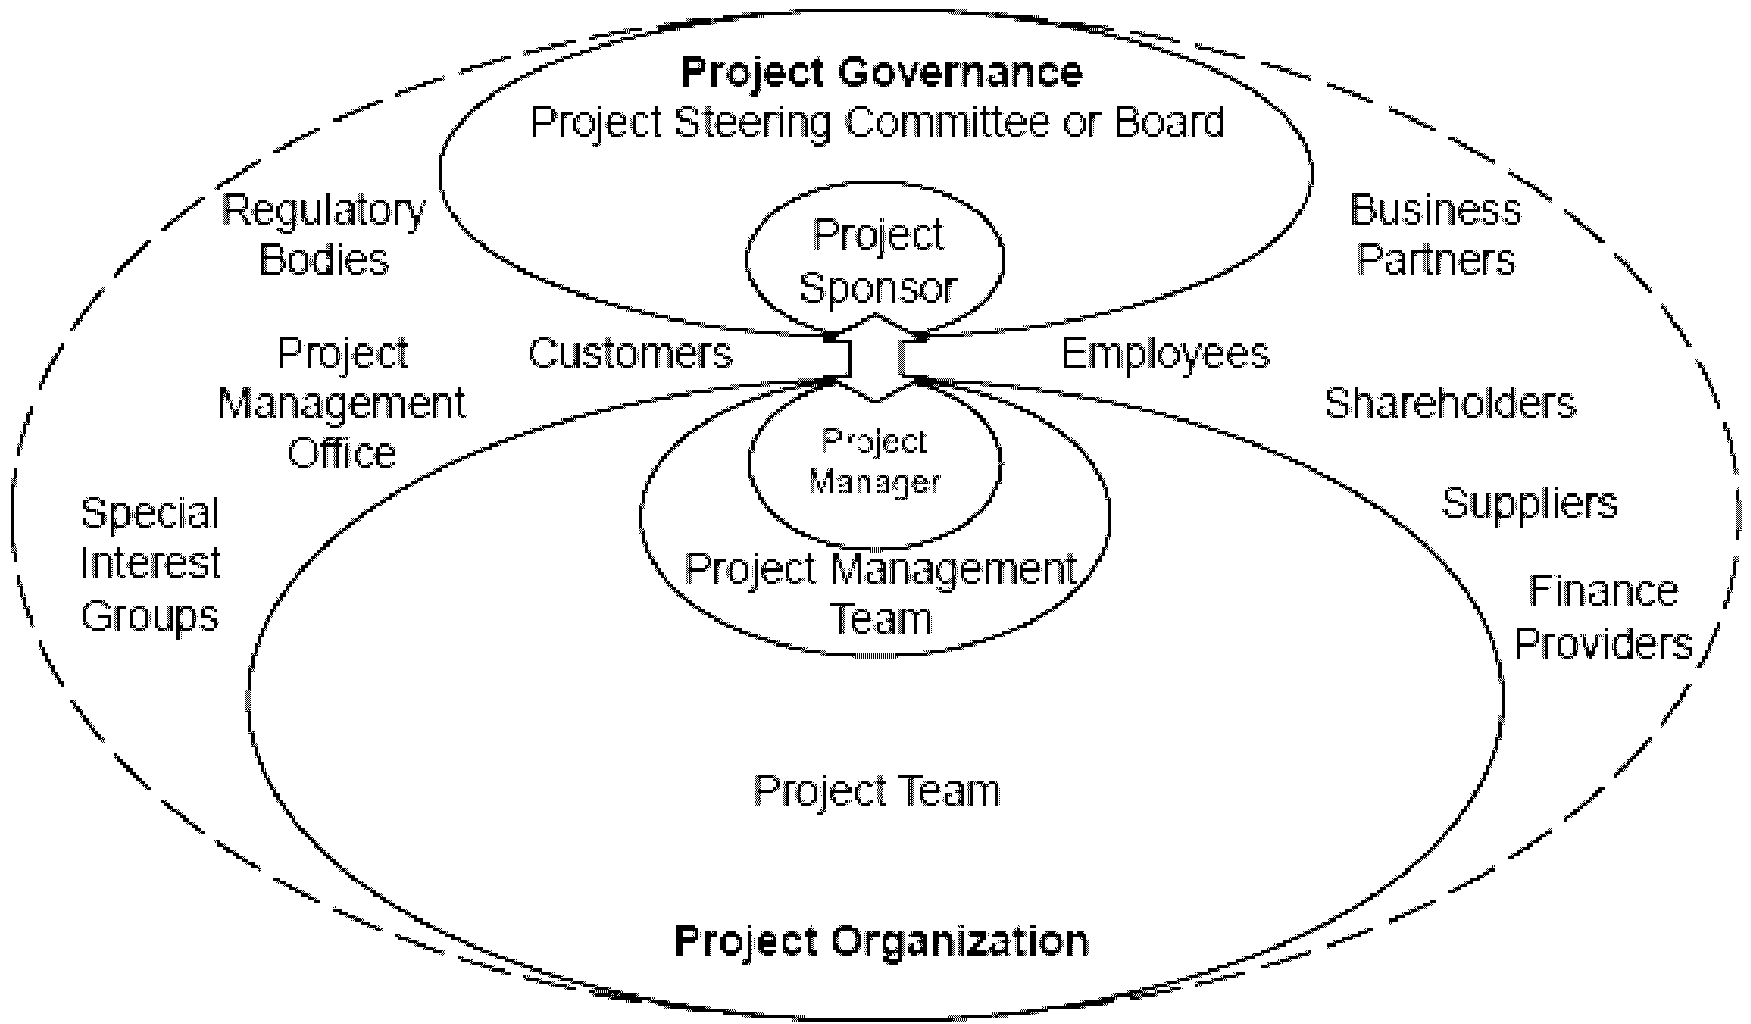 Project Governance
Project Steering Committee or Board
Regulatory
Bodies
Project
Sponsor
Business
Partners
Project
Management
Office
Customers
Employees
Shareholders
Project
Manager
Special
Interest
Groups
Suppliers
Project Management
Team
Finance
Providers
Project Team
Project Organization